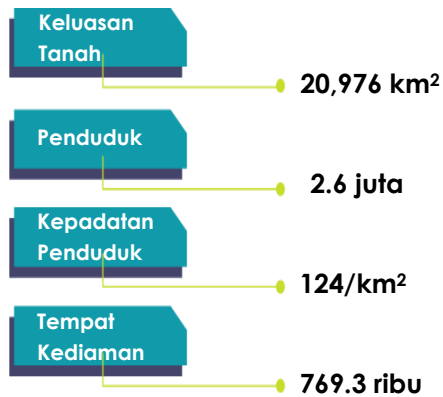 Keluasan
Tanah
20,976 km²
Penduduk
2.6 juta
Kepadatan
Penduduk
124/km²
Tempat
Kediaman
769.3 ribu